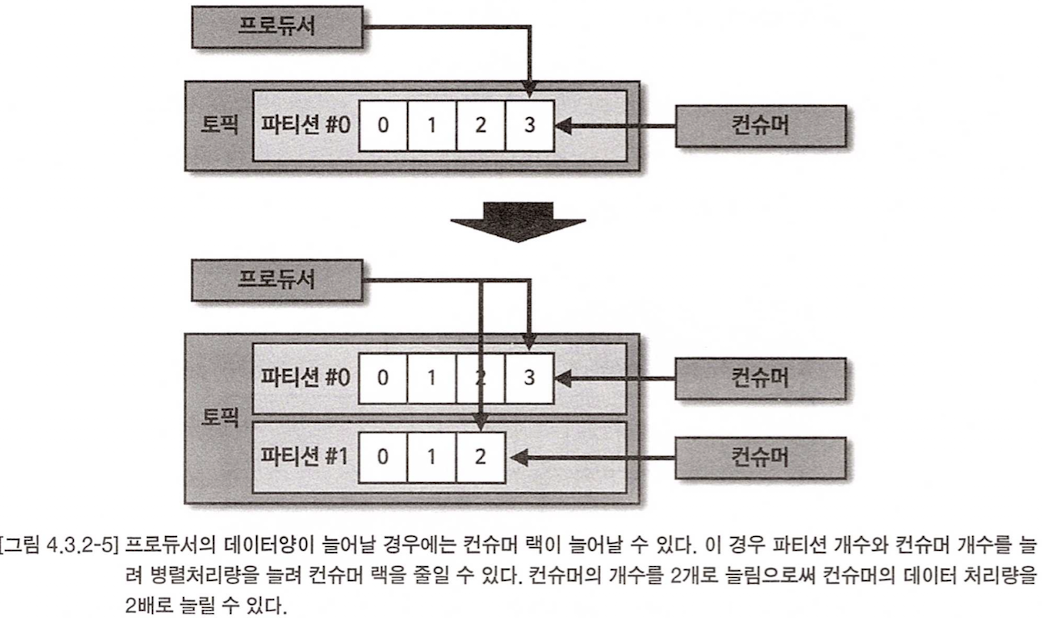 프로듀서
토픽 파티션 #0 0 1 2 3 컨슈머
프로듀서
파티션 #0 0 1 2 3 컨슈머
토픽
파티션 #1 0 1 2 컨슈머
[그림 4.3.2-5] 프로듀서의 데이터양이 늘어날 경우에는 컨슈머 랙이 늘어날 수 있다. 이 경우 파티션 개수와 컨슈머 개수를 늘
려 병렬처리량을 늘려 컨슈머 랙을 줄일 수 있다. 컨슈머의 개수를 2개로 늘림으로써 컨슈머의 데이터 처리량을
2배로 늘릴 수 있다.